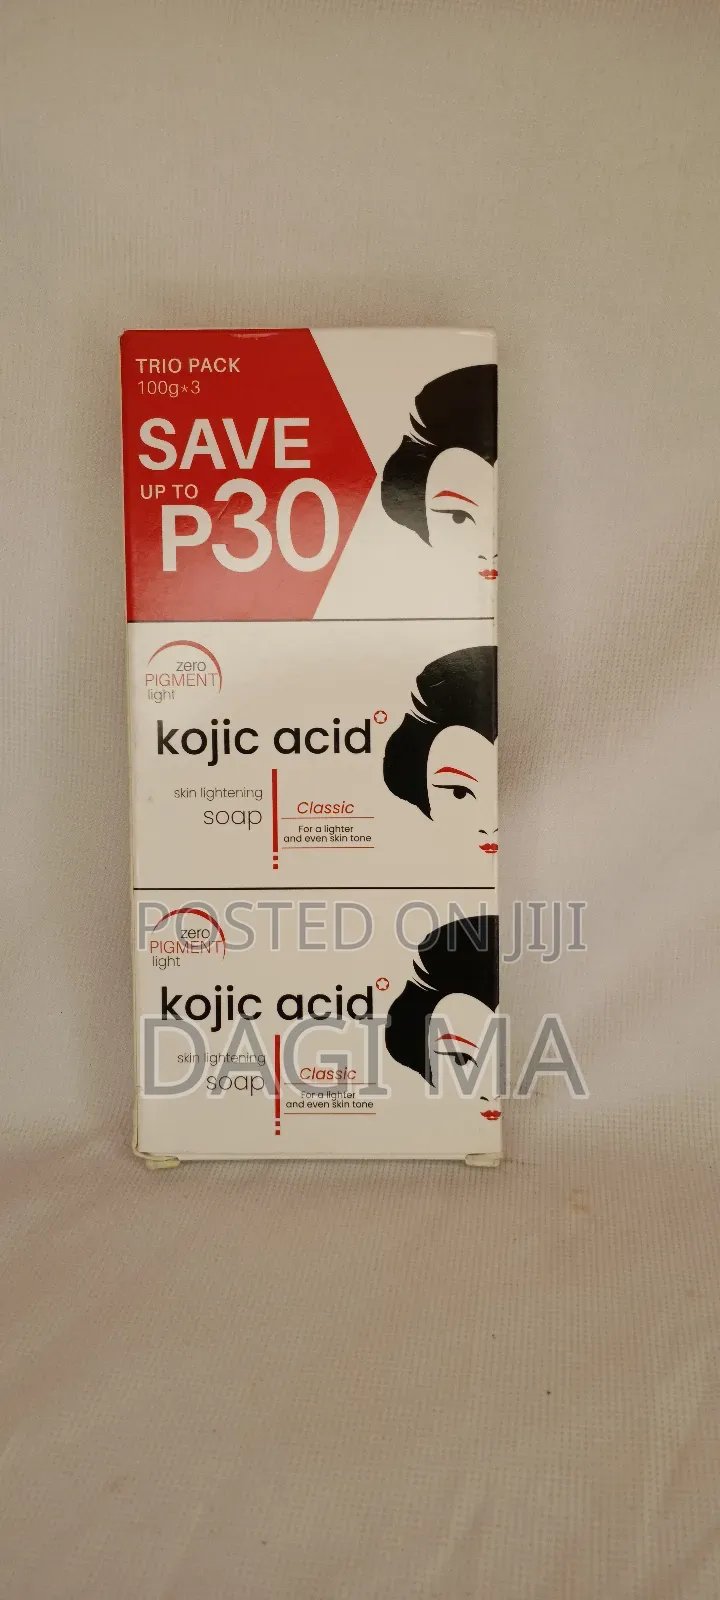 TRIO PACK
100g*3
SAVE
UP TO
P30
zero
PIGMENT
light
kojic acid
skin lightening
soap
Classic
For a lighter
and even skin tone
POSTED ON JIJI
zero
PIGMENT
light
kojic acid
DAGI MA
skin lightening
soap
Classic
For a lighter
and even skin tone